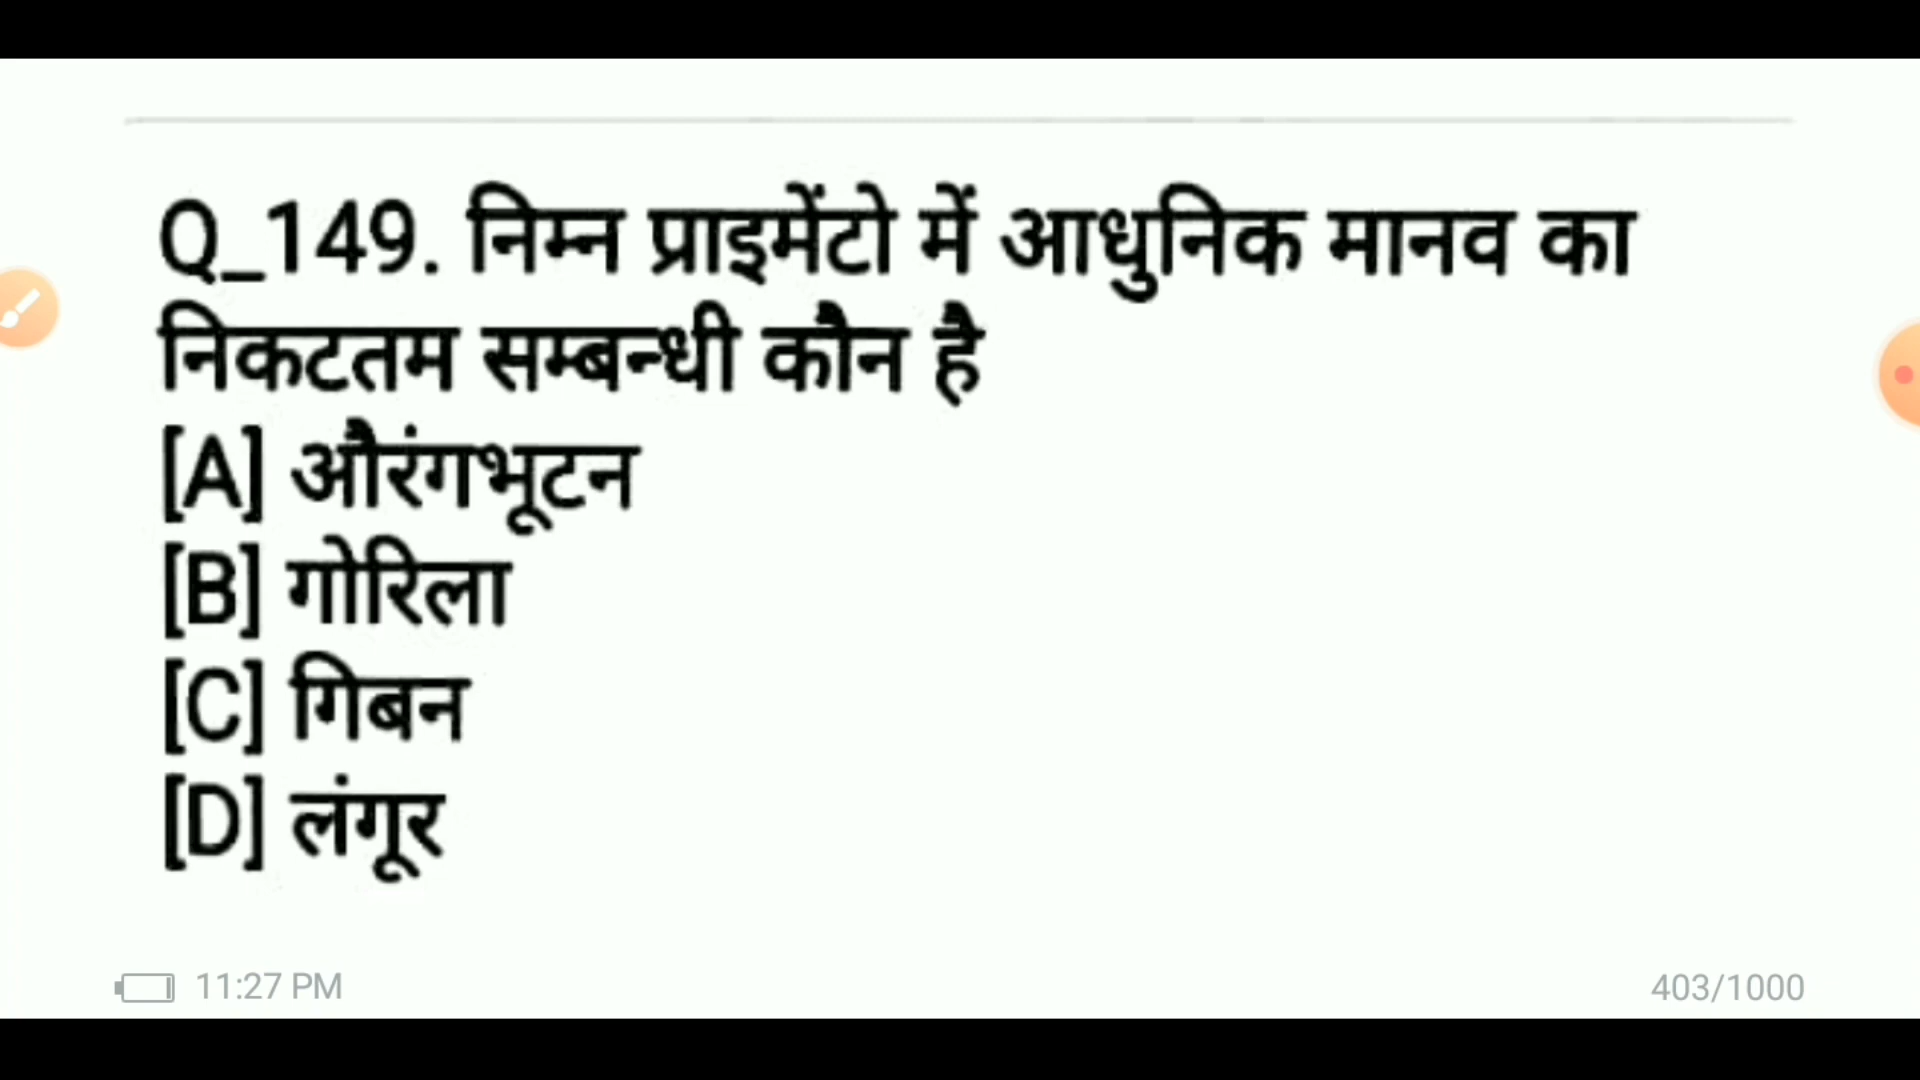 Q_149. निम्न प्राइमेंटो में आधुनिक मानव का
निकटतम सम्बन्धी कौन है
[A] औरंगभूटन
[B] गोरिला
[C] गिबन
[D] लंगूर
11:27 PM
403/1000